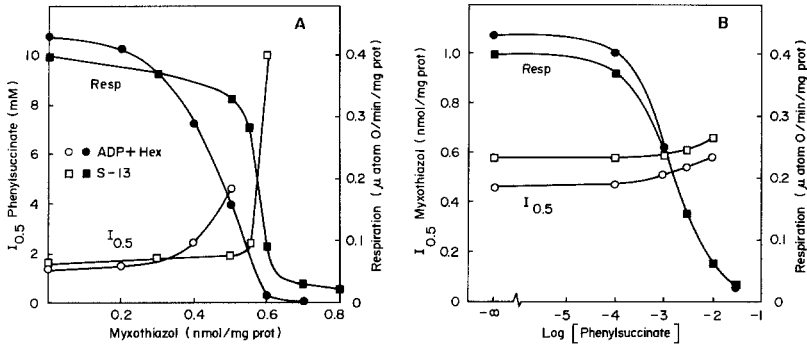 A
I0.5 Phenylsuccinate (mM)
10
8
6
4
2
0
Resp
ADP + Hex
S-13
I0.5
0.4
0.3
0.2
0.1
0
Respiration (μ atom O/min/mg prot)
0.0
0.2
0.4
0.6
0.8
Myxothiazol (nmol/mg prot)
B
I0.5 Myxothiazol (nmol/mg prot)
1.0
0.8
0.6
0.4
0.2
0.0
Resp
I0.5
0.4
0.3
0.2
0.1
0
Respiration (μ atom O/min/mg prot)
-∞
-5
-4
-3
-2
-1
Log [Phenylsuccinate]